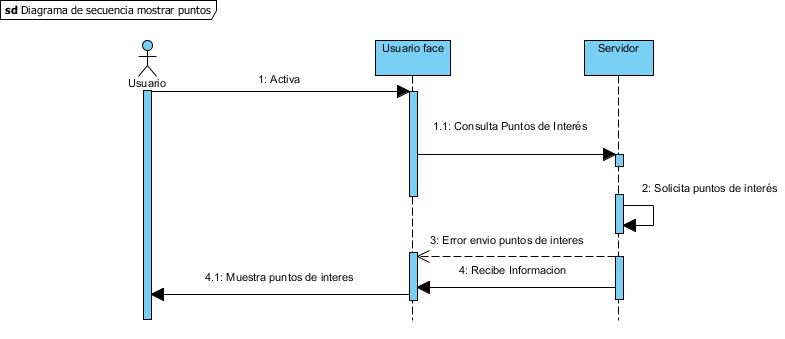 sd Diagrama de secuencia mostrar puntos
Usuario
Usuario face
Servidor
1: Activa
1.1: Consulta Puntos de Interés
2: Solicita puntos de interés
3: Error envio puntos de interes
4: Recibe Informacion
4.1: Muestra puntos de interes